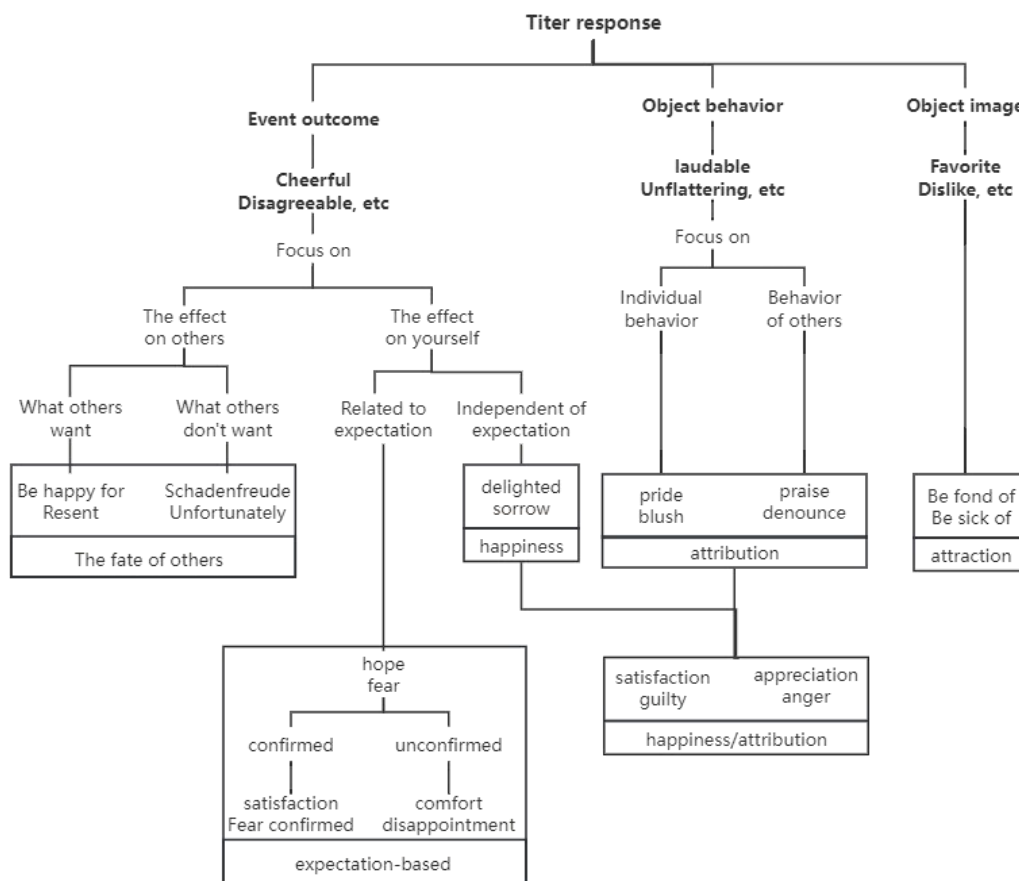 Titer response
Event outcome
Object behavior
Object image
Cheerful
Disagreeable, etc
laudable
Unflattering, etc
Favorite
Dislike, etc
Focus on
Focus on
The effect
on others
The effect
on yourself
Individual
behavior
Behavior
of others
What others
want
What others
don't want
Related to
expectation
Independent of
expectation
Be happy for
Resent
Schadenfreude
Unfortunately
The fate of others
delighted
sorrow
happiness
pride
blush
praise
denounce
attribution
Be fond of
Be sick of
attraction
hope
fear
confirmed
unconfirmed
satisfaction
Fear confirmed
comfort
disappointment
expectation-based
satisfaction
guilty
appreciation
anger
happiness/attribution